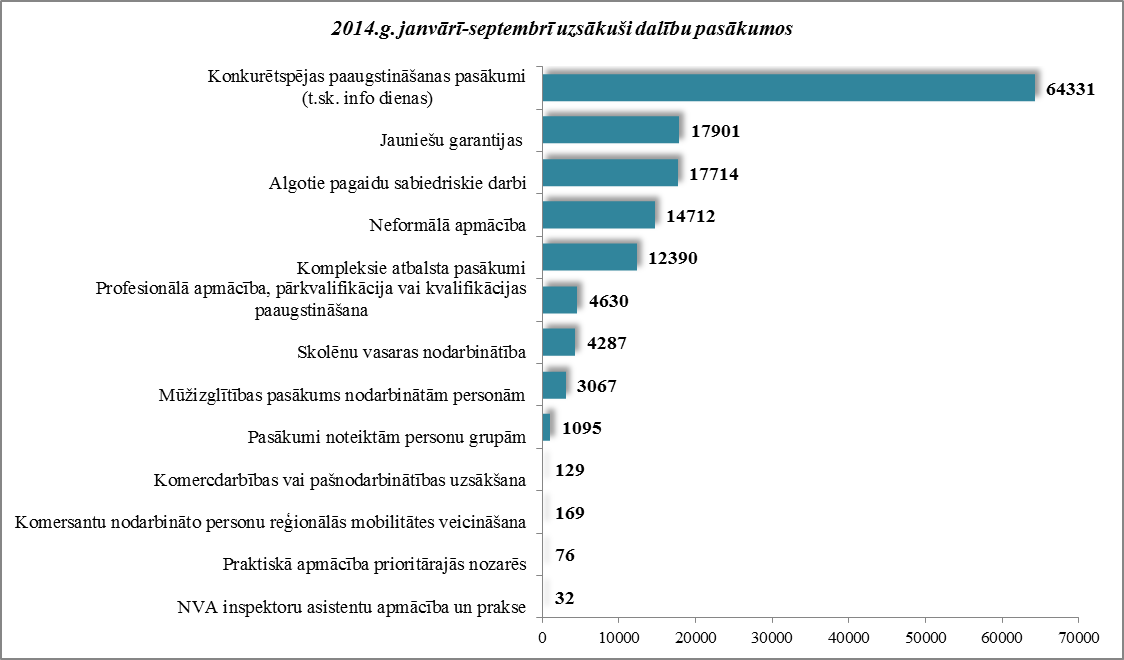 2014.g. janvārī-septembrī uzsākuši dalību pasākumos
Konkurētspējas paaugstināšanas pasākumi
(t.sk. info dienas)
64331
Jauniešu garantijas
17901
Algotie pagaidu sabiedriskie darbi
17714
Neformālā apmācība
14712
Kompleksie atbalsta pasākumi
12390
Profesionālā apmācība, pārkvalifikācija vai kvalifikācijas
paaugstināšana
4630
Skolēnu vasaras nodarbinātība
4287
Mūžizglītības pasākums nodarbinātām personām
3067
Pasākumi noteiktām personu grupām
1095
Komercdarbības vai pašnodarbinātības uzsākšana
129
Komersantu nodarbināto personu reģionālās mobilitātes veicināšana
169
Praktiskā apmācība prioritārajās nozarēs
76
NVA inspektoru asistentu apmācība un prakse
32
0 10000 20000 30000 40000 50000 60000 70000